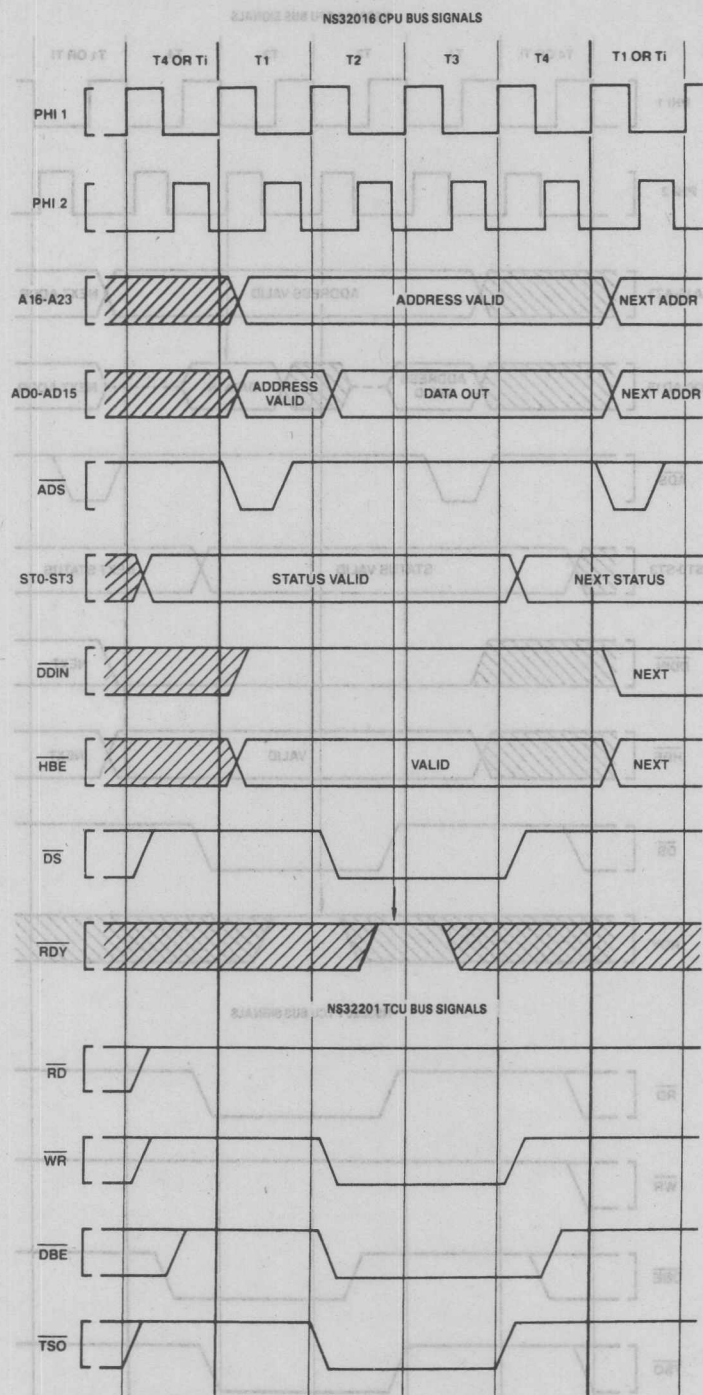 NS32016 CPU BUS SIGNALS
T4 OR Ti T1 T2 T3 T4 T1 OR Ti
PHI 1
PHI 2
A16-A23 ADDRESS VALID NEXT ADDR
AD0-AD15 ADDRESS VALID DATA OUT NEXT ADDR
ADS
ST0-ST3 STATUS VALID NEXT STATUS
DDIN NEXT
HBE VALID NEXT
DS
RDY
NS32201 TCU BUS SIGNALS
RD
WR
DBE
TSO